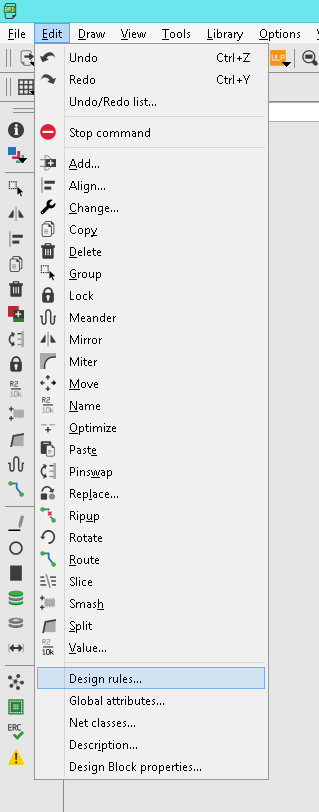 BRD
File Edit Draw View Tools Library Options
ULP
Undo Ctrl+Z
Redo Ctrl+Y
Undo/Redo list...
Stop command
Add...
Align...
Change...
Copy
Delete
Group
Lock
Meander
Mirror
Miter
Move
R2
10k
Name
R2
10k
Optimize
Paste
Pinswap
Replace...
Ripup
Rotate
Route
Slice
Smash
Split
R2
10k
Value...
Design rules...
Global attributes...
Net classes...
ERC
Description...
Design Block properties...